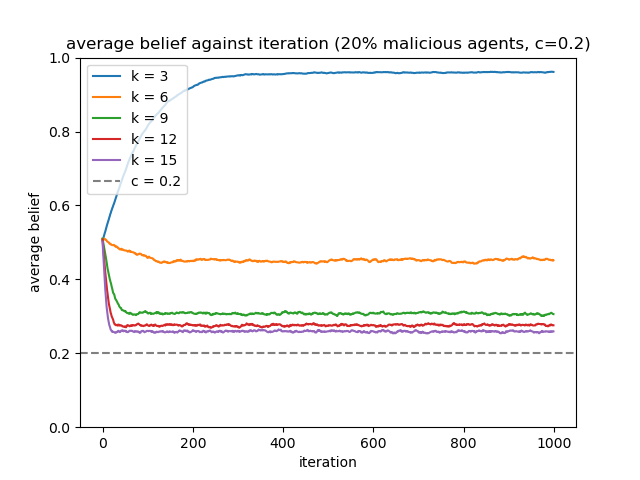 average belief against iteration (20% malicious agents, c=0.2)
1.0
0.8
0.6
0.4
0.2
0.0
average belief
k = 3
k = 6
k = 9
k = 12
k = 15
c = 0.2
0 200 400 600 800 1000
iteration